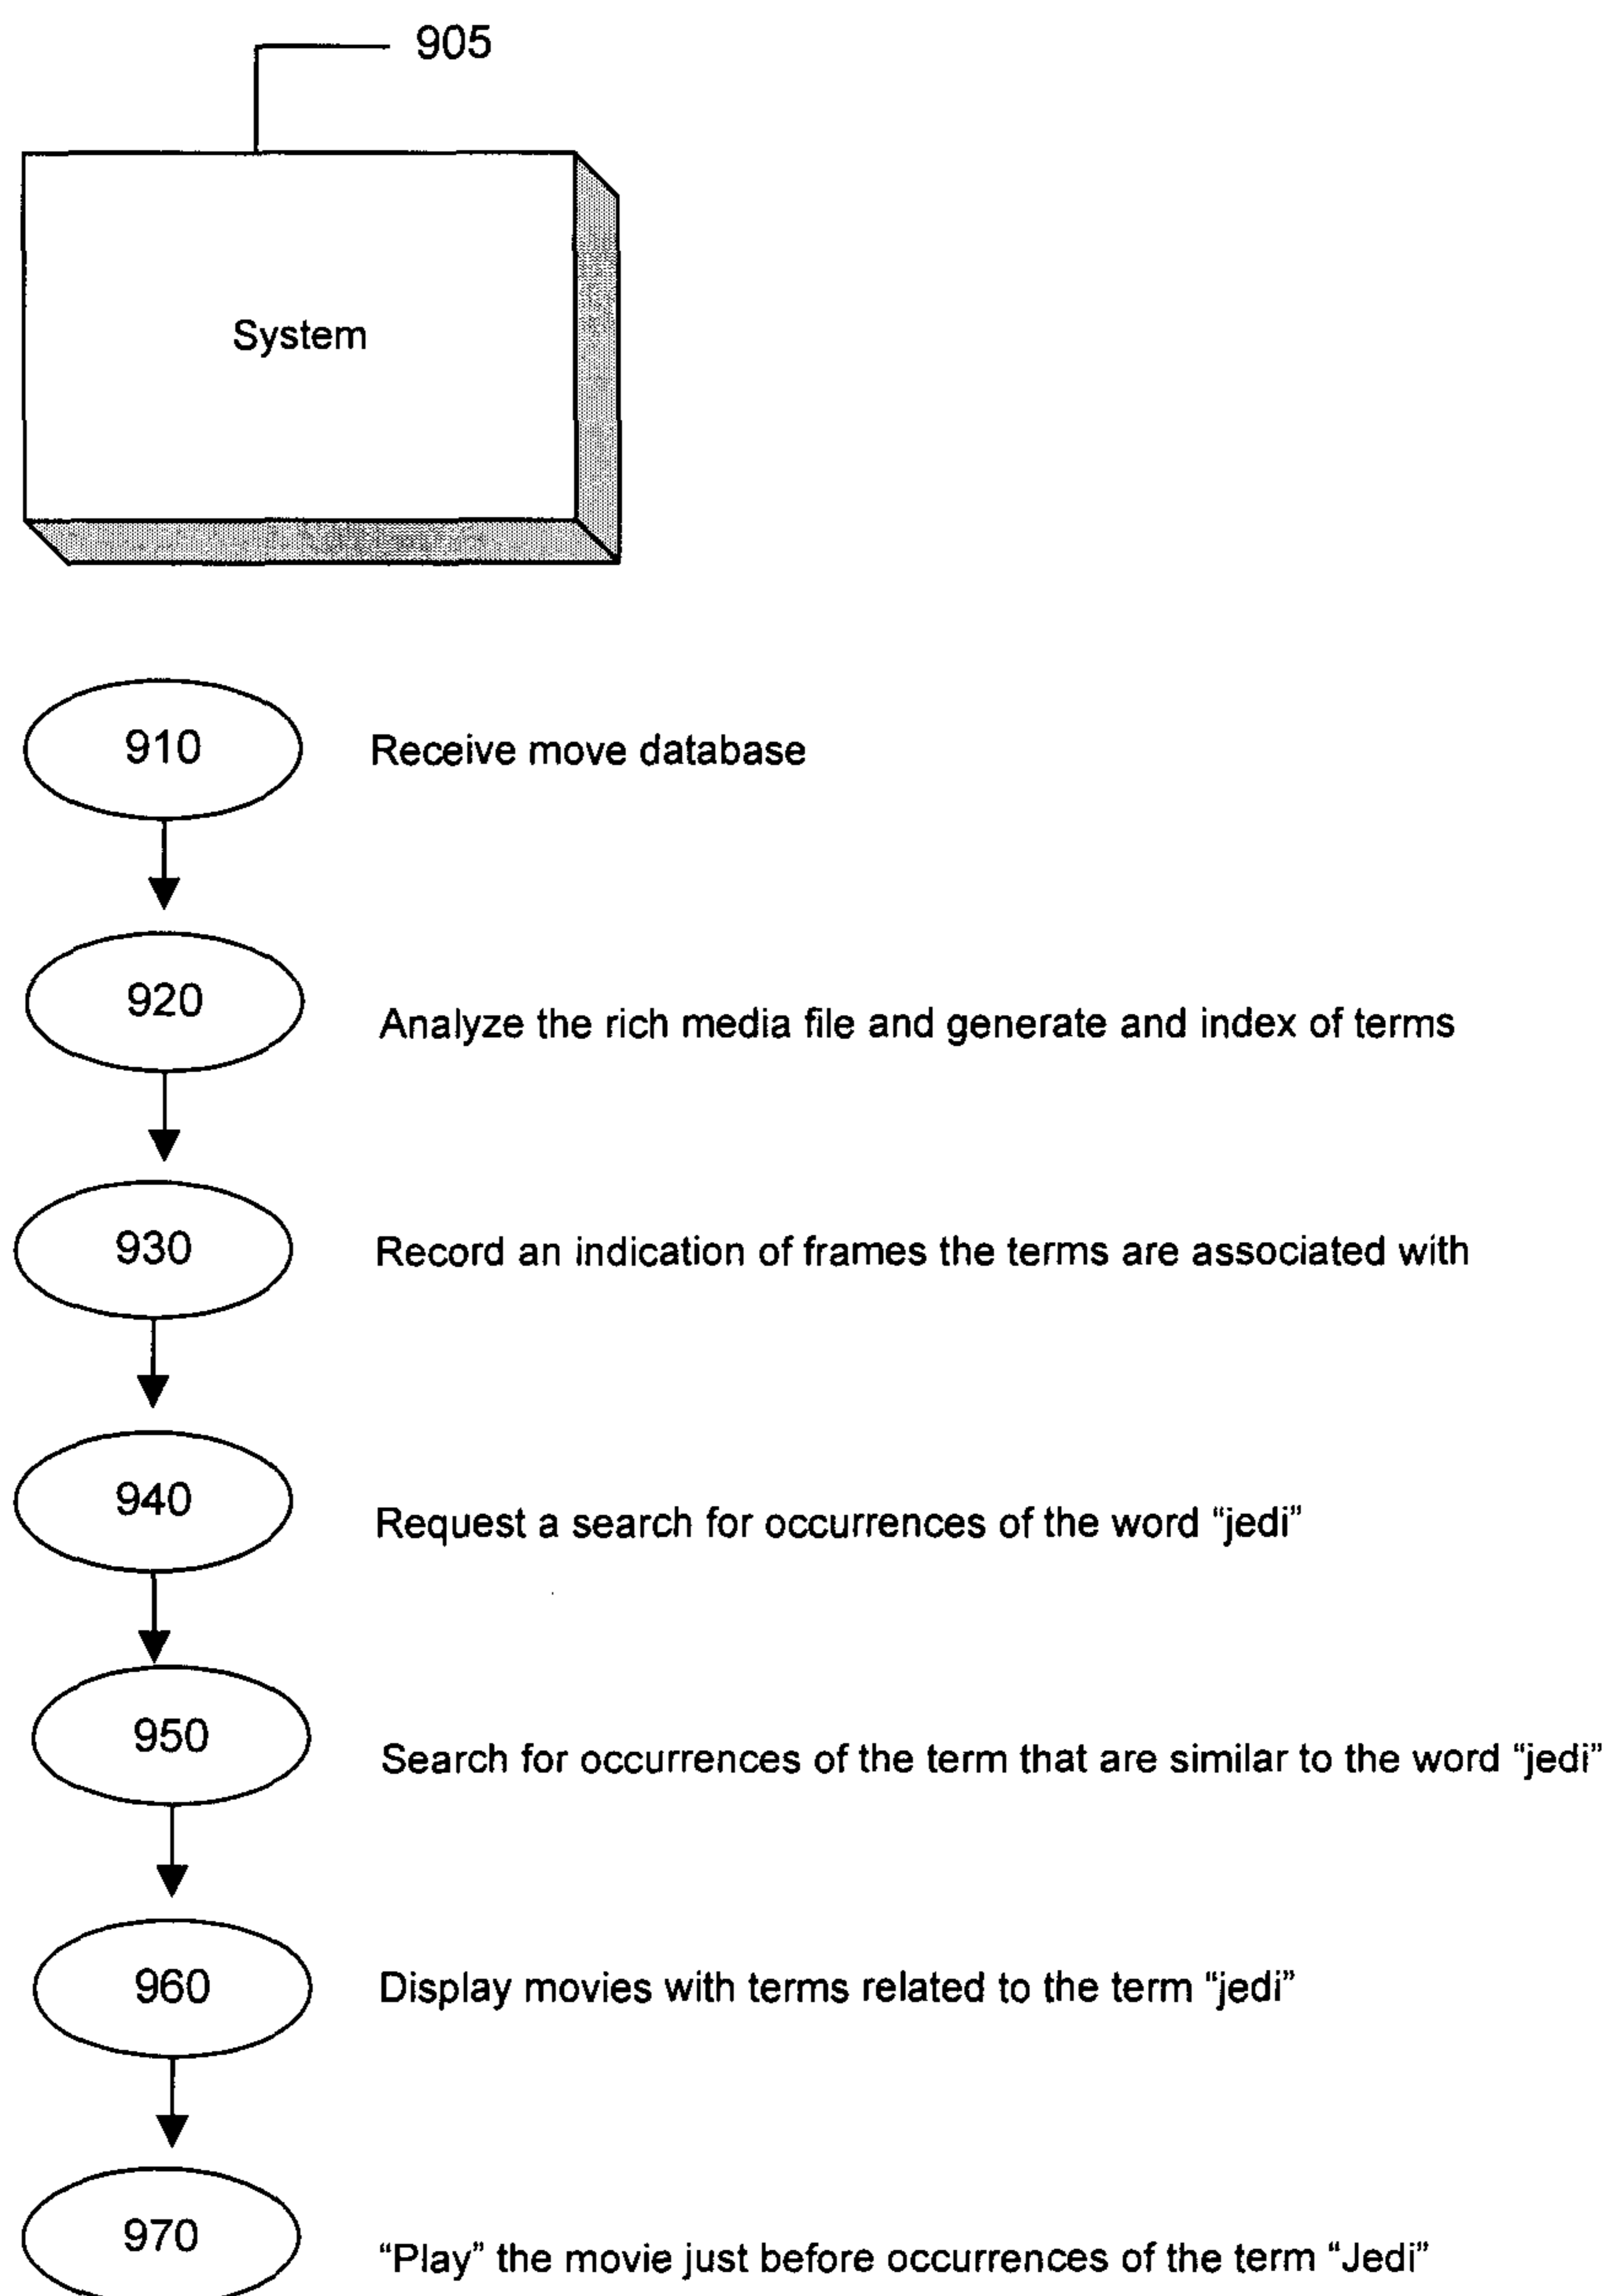 905
System
910 Receive move database
920 Analyze the rich media file and generate and index of terms
930 Record an indication of frames the terms are associated with
940 Request a search for occurrences of the word “jedi”
950 Search for occurrences of the term that are similar to the word “jedi”
960 Display movies with terms related to the term “jedi”
970 “Play” the movie just before occurrences of the term “Jedi”